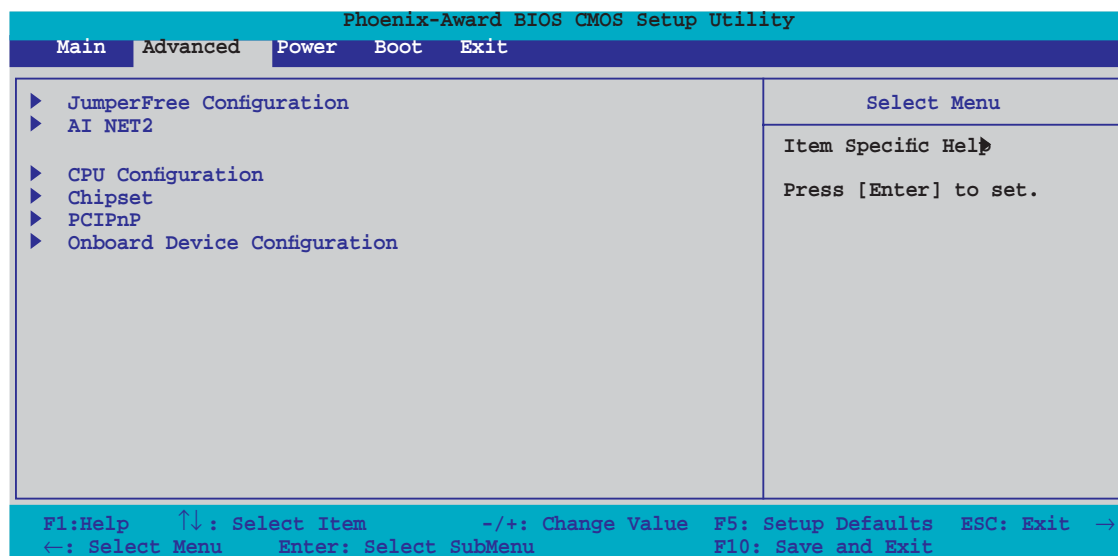 Phoenix-Award BIOS CMOS Setup Utility
Main Advanced Power Boot Exit
JumperFree Configuration
AI NET2
CPU Configuration
Chipset
PCIPnP
Onboard Device Configuration
Select Menu
Item Specific Help
Press [Enter] to set.
F1:Help ↑↓ : Select Item -/+: Change Value F5: Setup Defaults ESC: Exit →
←: Select Menu Enter: Select SubMenu F10: Save and Exit